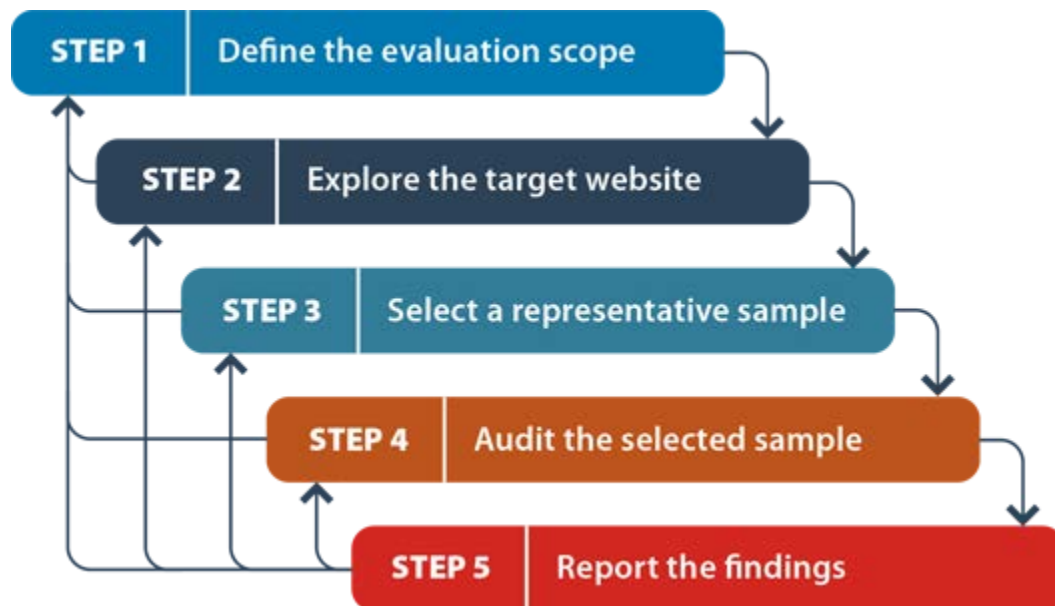 STEP 1 Define the evaluation scope
STEP 2 Explore the target website
STEP 3 Select a representative sample
STEP 4 Audit the selected sample
STEP 5 Report the findings